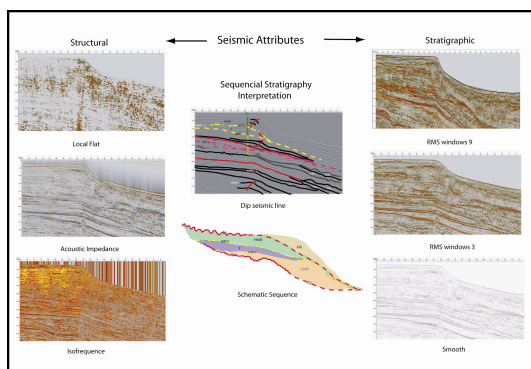 Structural
Seismic Attributes
Stratigraphic
Sequencial Stratigraphy
Interpretation
Local Flat
RMS windows 9
Dip seismic line
Acoustic Impedance
RMS windows 3
Schematic Sequence
Isofrequence
Smooth